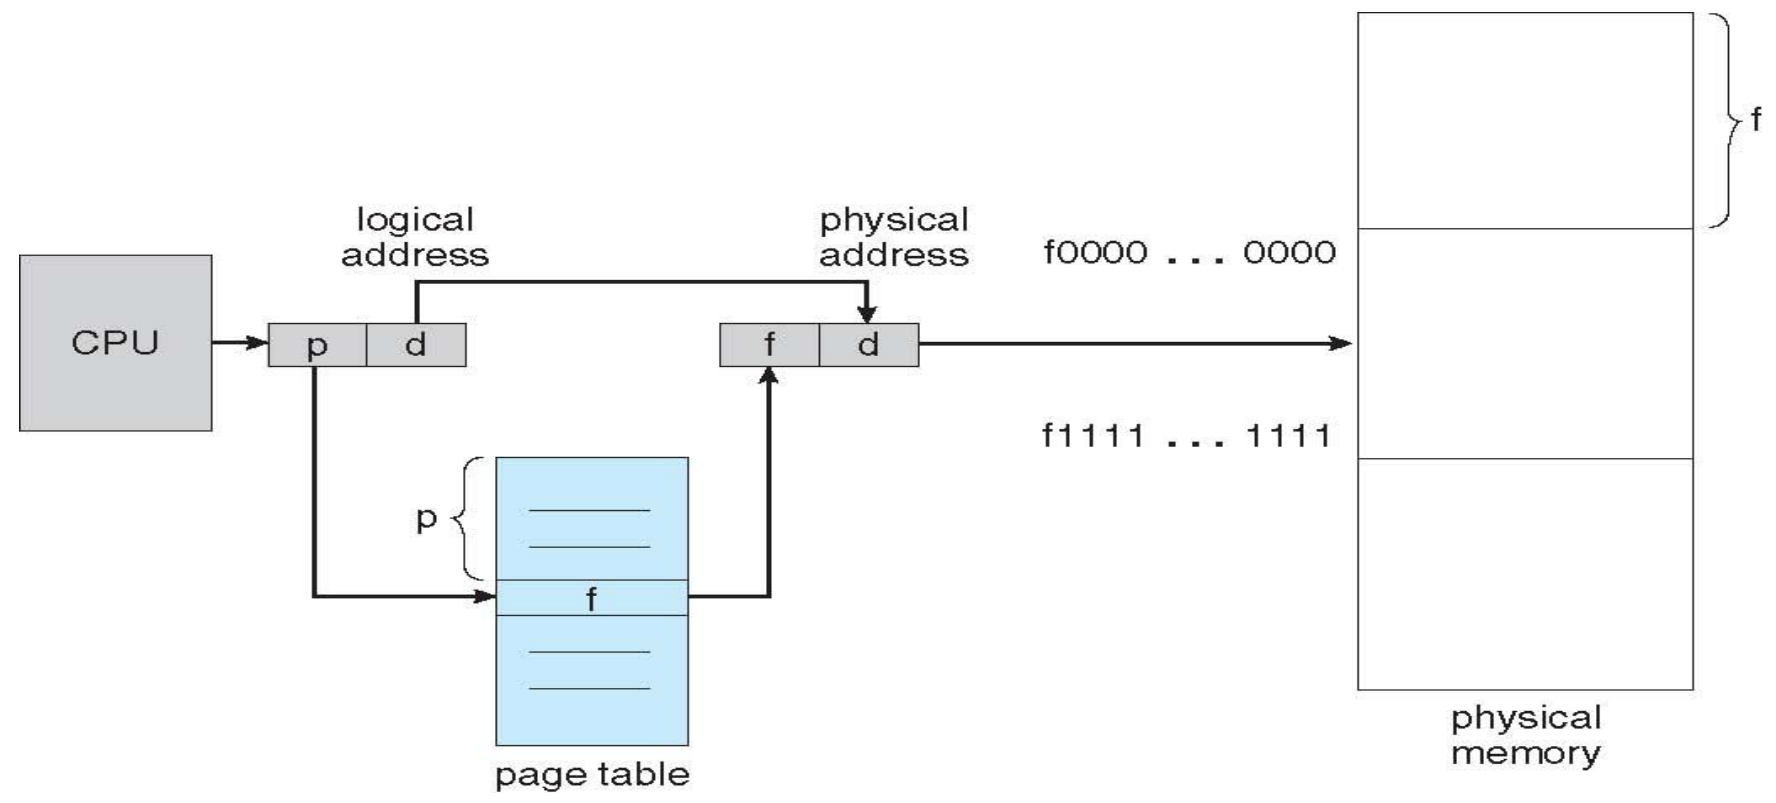 f
logical
address
physical
address
f0000 ... 0000
CPU
p
d
f
d
f1111 ... 1111
p
f
page table
physical
memory